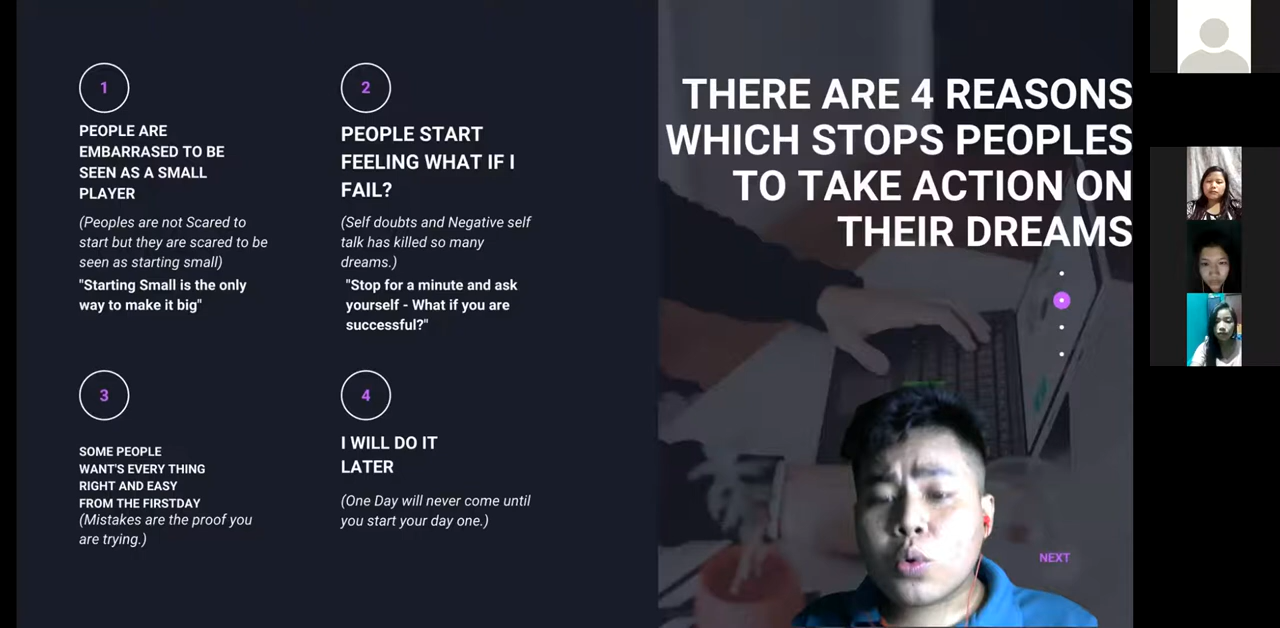 THERE ARE 4 REASONS
WHICH STOPS PEOPLES
TO TAKE ACTION ON
THEIR DREAMS
1
PEOPLE ARE
EMBARRASED TO BE
SEEN AS A SMALL
PLAYER
(Peoples are not Scared to
start but they are scared to be
seen as starting small)
"Starting Small is the only
way to make it big"
2
PEOPLE START
FEELING WHAT IF I
FAIL?
(Self doubts and Negative self
talk has killed so many
dreams.)
"Stop for a minute and ask
yourself - What if you are
successful?"
3
SOME PEOPLE
WANT'S EVERY THING
RIGHT AND EASY
FROM THE FIRSTDAY
(Mistakes are the proof you
are trying.)
4
I WILL DO IT
LATER
(One Day will never come until
you start your day one.)
NEXT